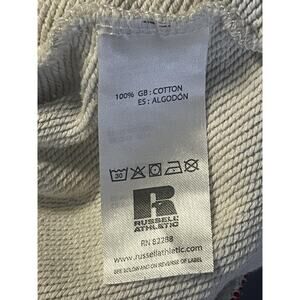 100% GB : COTTON
ES : ALGODÓN
30
R
RUSSELL
ATHLETIC
RN 82288
www.russellathletic.com
SEE BELOW AND ON REVERSE OF LABEL